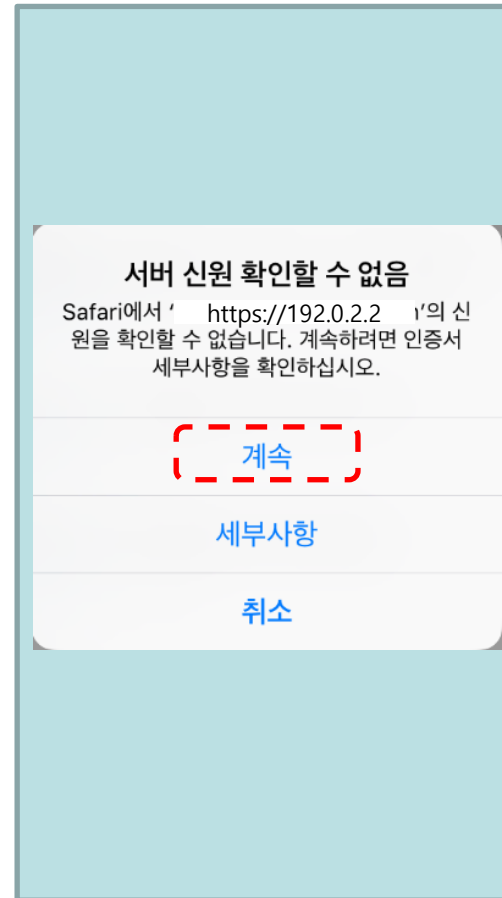 서버 신원 확인할 수 없음
Safari에서 ‘ https://192.0.2.2 ’의 신
원을 확인할 수 없습니다. 계속하려면 인증서
세부사항을 확인하십시오.
계속
세부사항
취소